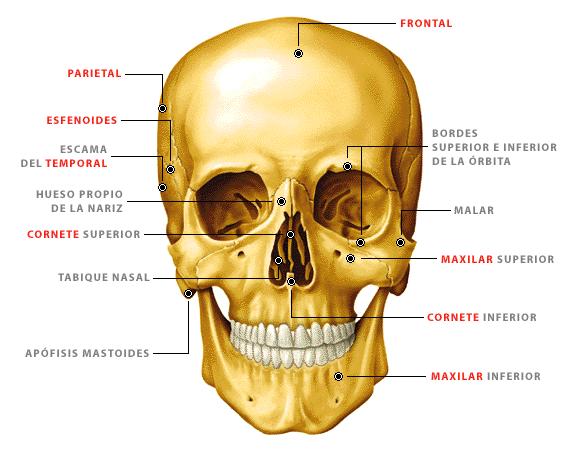 FRONTAL
PARIETAL
ESFENOIDES
ESCAMA
DEL TEMPORAL
HUESO PROPIO
DE LA NARIZ
CORNETE SUPERIOR
TABIQUE NASAL
APÓFISIS MASTOIDES
BORDES
SUPERIOR E INFERIOR
DE LA ÓRBITA
MALAR
MAXILAR SUPERIOR
CORNETE INFERIOR
MAXILAR INFERIOR